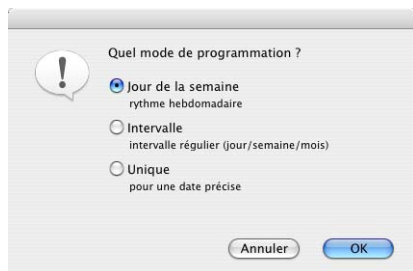 Quel mode de programmation ?
Jour de la semaine
rythme hebdomadaire
Intervalle
intervalle régulier (jour/semaine/mois)
Unique
pour une date précise
Annuler
OK